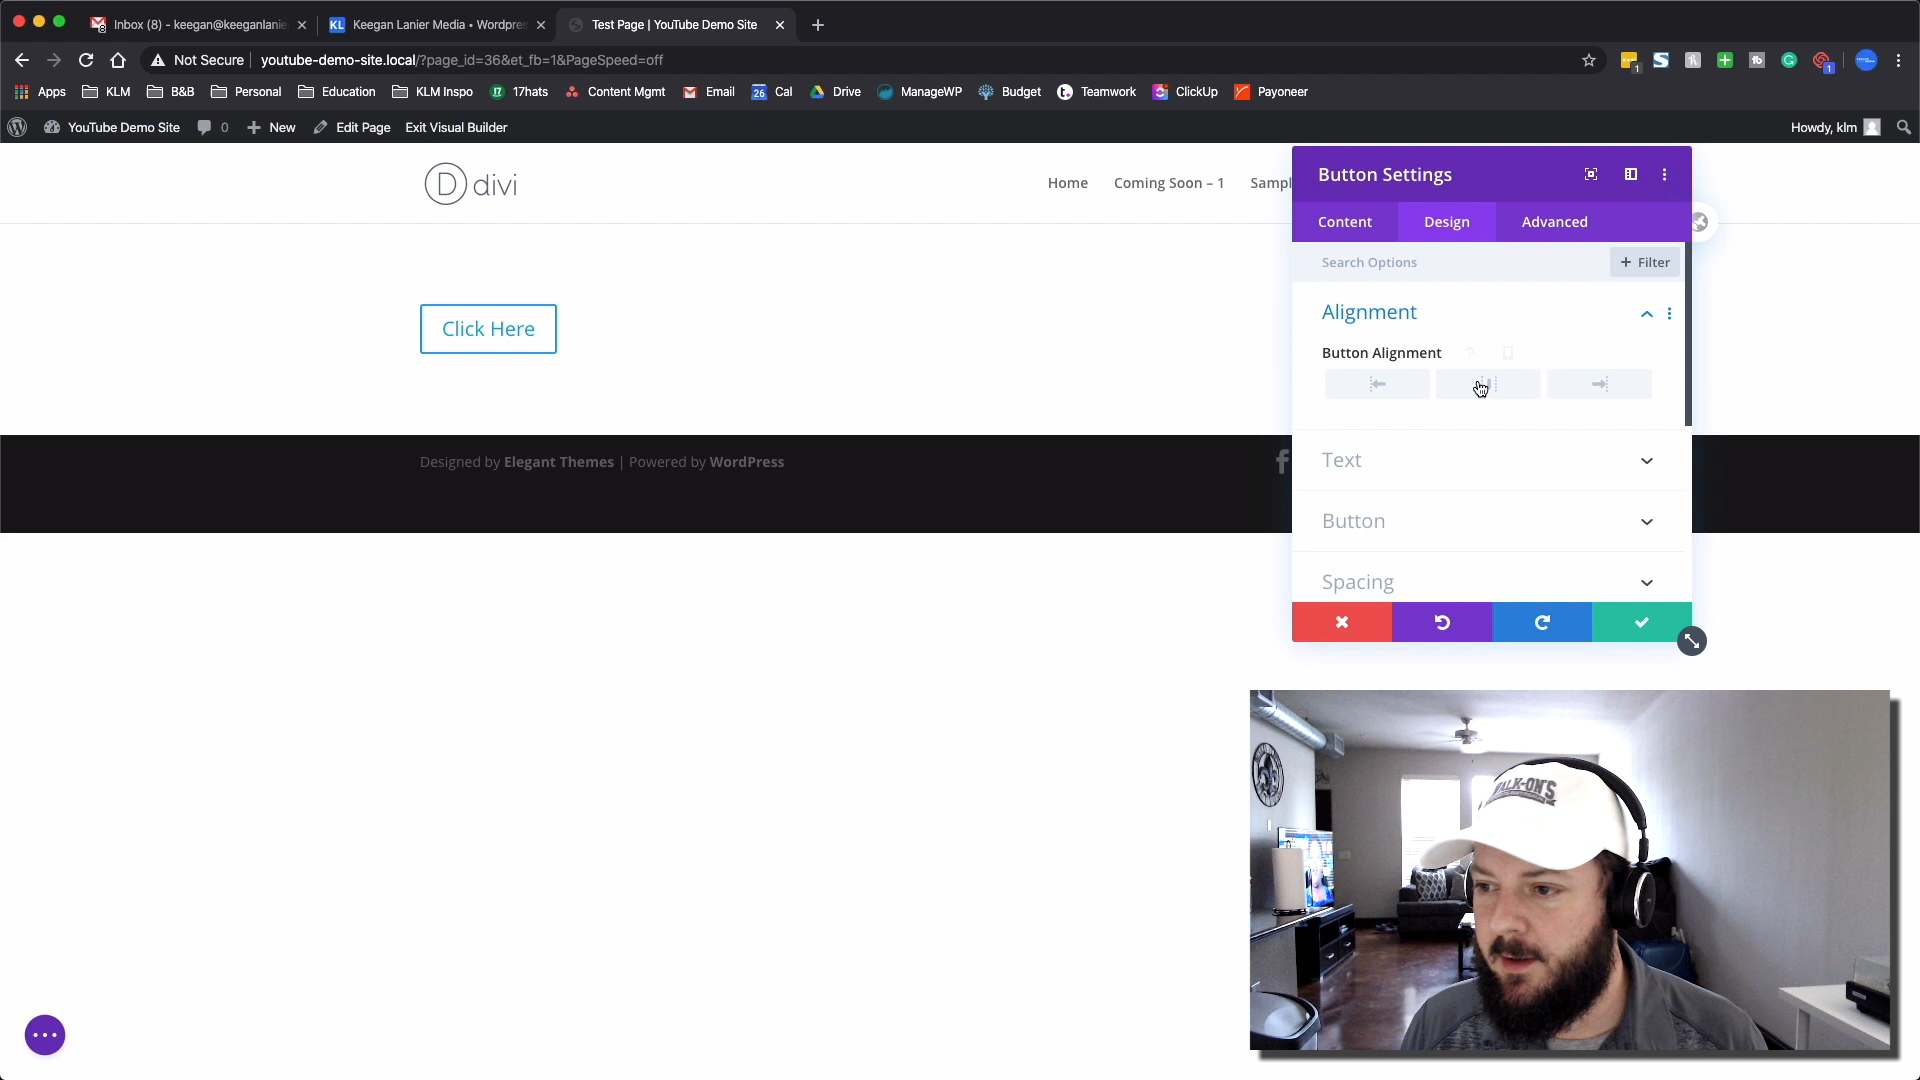 Inbox (8) - keegan@keeganlanie
Keegan Lanier Media • Wordpres
Test Page | YouTube Demo Site
Not Secure youtube-demo-site.local/?page_id=36&et_fb=1&PageSpeed=off
Apps KLM B&B Personal Education KLM Inspo 17hats Content Mgmt Email Cal Drive ManageWP Budget Teamwork ClickUp Payoneer
YouTube Demo Site 0 New Edit Page Exit Visual Builder Howdy, klm
D divi
Home Coming Soon – 1 Sampl
Button Settings
Content Design Advanced
Search Options + Filter
Alignment
Button Alignment
Click Here
Text
Button
Spacing
Designed by Elegant Themes | Powered by WordPress
WALK-ON'S